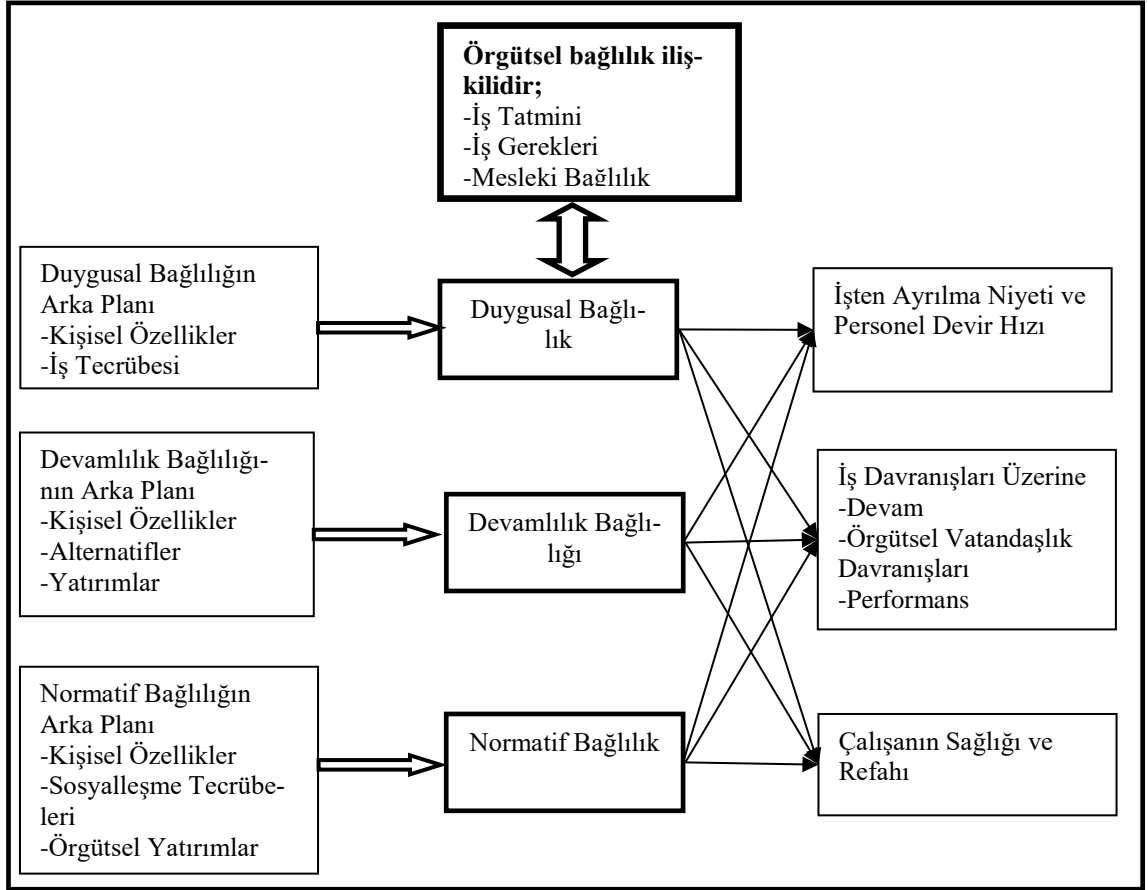 Örgütsel bağlılık iliş-
kilidir;
-İş Tatmini
-İş Gerekleri
-Mesleki Bağlılık
Duygusal Bağlılığın
Arka Planı
-Kişisel Özellikler
-İş Tecrübesi
Duygusal Bağlı-
lık
İşten Ayrılma Niyeti ve
Personel Devir Hızı
Devamlılık Bağlılığı-
nın Arka Planı
-Kişisel Özellikler
-Alternatifler
-Yatırımlar
Devamlılık Bağlı-
lığı
İş Davranışları Üzerine
-Devam
-Örgütsel Vatandaşlık
Davranışları
-Performans
Normatif Bağlılığın
Arka Planı
-Kişisel Özellikler
-Sosyalleşme Tecrübe-
leri
-Örgütsel Yatırımlar
Normatif Bağlılık
Çalışanın Sağlığı ve
Refahı